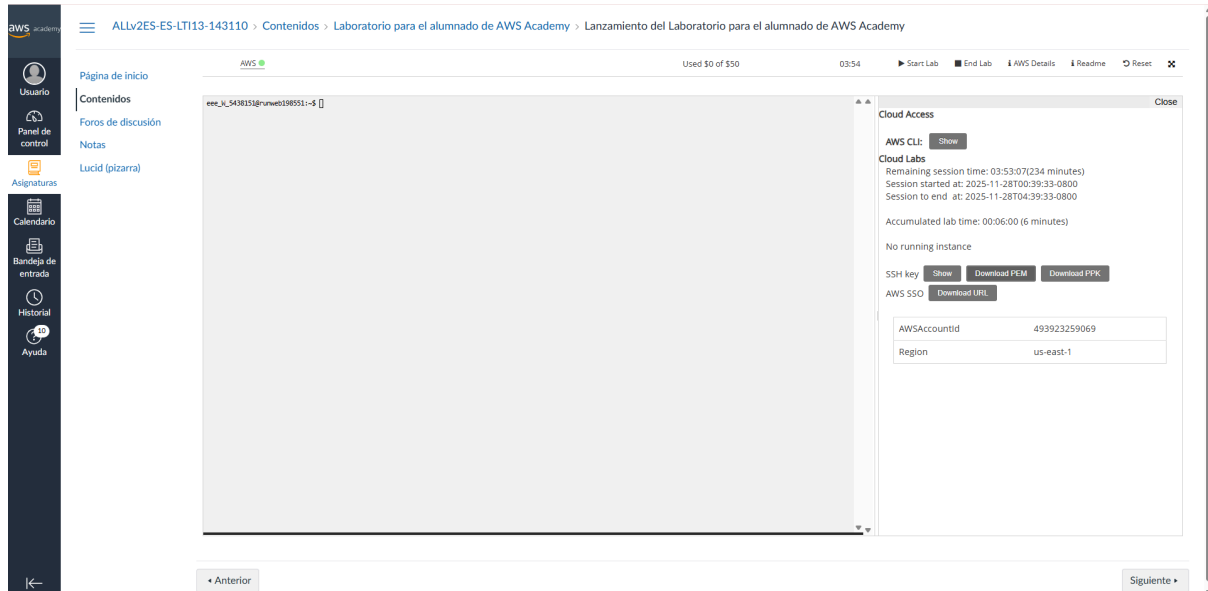 aws academy
ALLv2ES-ES-LTI13-143110 > Contenidos > Laboratorio para el alumnado de AWS Academy > Lanzamiento del Laboratorio para el alumnado de AWS Academy
Usuario
Panel de
control
Asignaturas
Calendario
Bandeja de
entrada
Historial
10
Ayuda
Página de inicio
Contenidos
Foros de discusión
Notas
Lucid (pizarra)
AWS
Used $0 of $50
03:54
Start Lab
End Lab
AWS Details
Readme
Reset
eee_W_5438151@runweb198551:~$ []
Close
Cloud Access
AWS CLI: Show
Cloud Labs
Remaining session time: 03:53:07(234 minutes)
Session started at: 2025-11-28T00:39:33-0800
Session to end at: 2025-11-28T04:39:33-0800
Accumulated lab time: 00:06:00 (6 minutes)
No running instance
SSH key Show Download PEM Download PPK
AWS SSO Download URL
AWSAccountId 493923259069
Region us-east-1
Anterior
Siguiente